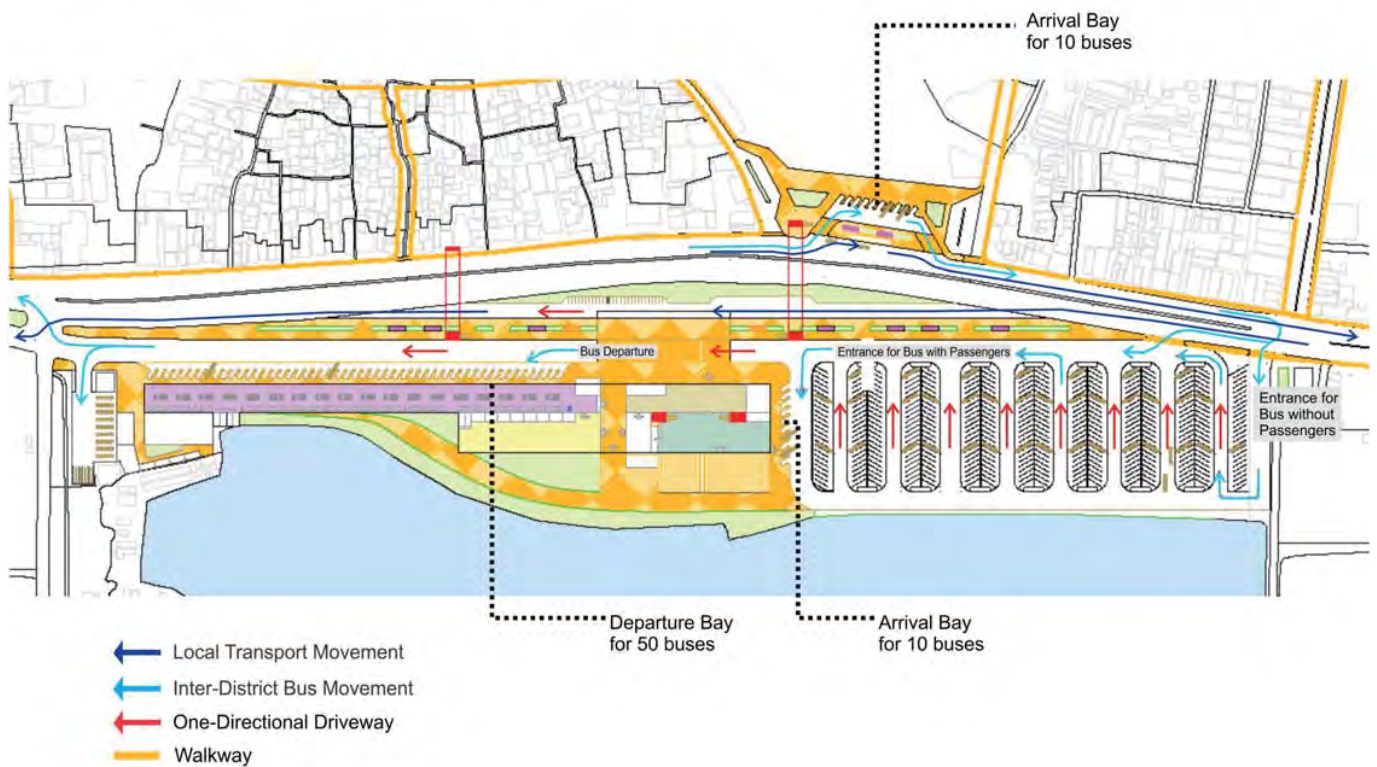 Arrival Bay
for 10 buses
Bus Departure
Entrance for Bus with Passengers
Entrance for
Bus without
Passengers
Departure Bay
for 50 buses
Arrival Bay
for 10 buses
Local Transport Movement
Inter-District Bus Movement
One-Directional Driveway
Walkway